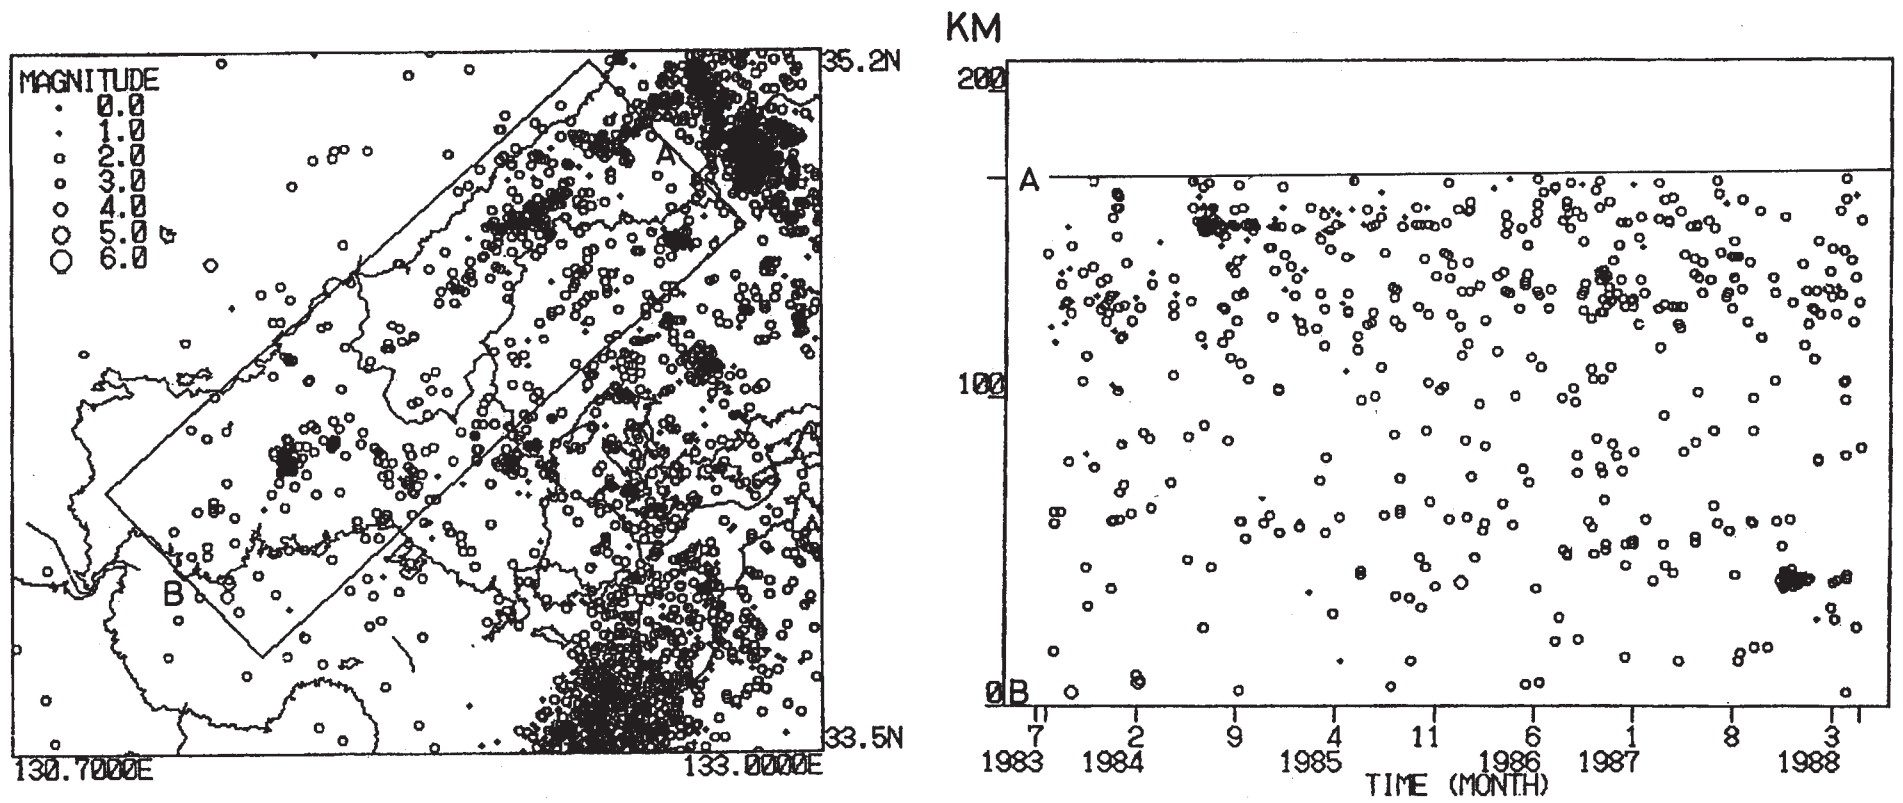 MAGNITUDE
0.0
1.0
2.0
3.0
4.0
5.0
6.0
A
B
35.2N
33.5N
130.7000E
133.0000E
KM
200
A
100
0 B
7 2 9 4 11 6 1 8 3
1983 1984 1985 1986 1987 1988
TIME (MONTH)